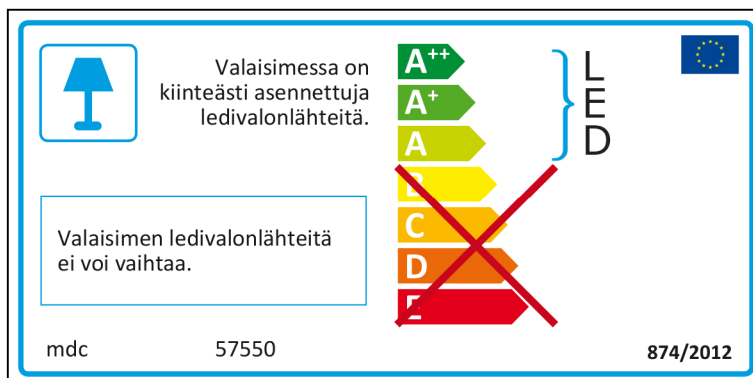 Valaisimessa on
kiinteästi asennettuja
ledivalonlähteitä.
A++
A+
A
B
C
D
E
L
E
D
Valaisimen ledivalonlähteitä
ei voi vaihtaa.
mdc 57550
874/2012